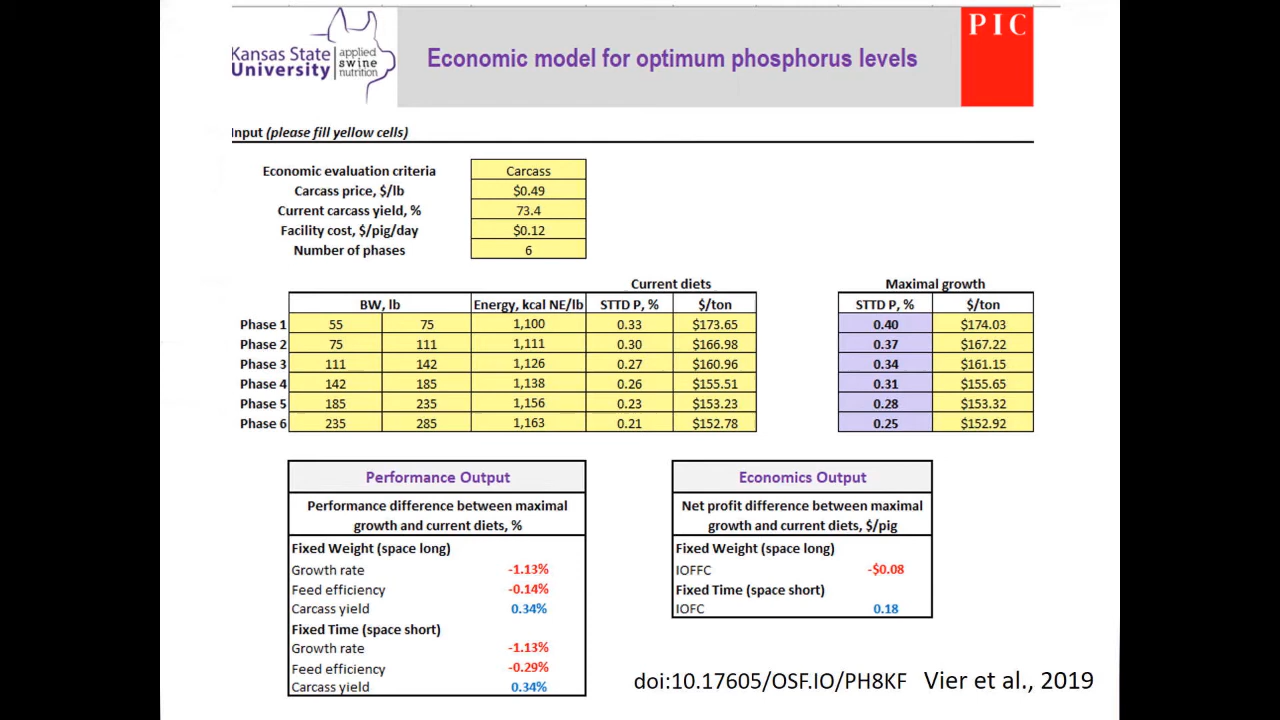 Kansas State
University
applied
swine
nutrition
Economic model for optimum phosphorus levels
PIC
Input (please fill yellow cells)
Economic evaluation criteria Carcass
Carcass price, $/lb $0.49
Current carcass yield, % 73.4
Facility cost, $/pig/day $0.12
Number of phases 6
Current diets Maximal growth
BW, lb Energy, kcal NE/lb STTD P, % $/ton STTD P, % $/ton
Phase 1 55 75 1,100 0.33 $173.65 0.40 $174.03
Phase 2 75 111 1,111 0.30 $166.98 0.37 $167.22
Phase 3 111 142 1,126 0.27 $160.96 0.34 $161.15
Phase 4 142 185 1,138 0.26 $155.51 0.31 $155.65
Phase 5 185 235 1,156 0.23 $153.23 0.28 $153.32
Phase 6 235 285 1,163 0.21 $152.78 0.25 $152.92
Performance Output
Performance difference between maximal
growth and current diets, %
Fixed Weight (space long)
Growth rate -1.13%
Feed efficiency -0.14%
Carcass yield 0.34%
Fixed Time (space short)
Growth rate -1.13%
Feed efficiency -0.29%
Carcass yield 0.34%
Economics Output
Net profit difference between maximal
growth and current diets, $/pig
Fixed Weight (space long)
IOFFC -$0.08
Fixed Time (space short)
IOFC 0.18
doi:10.17605/OSF.IO/PH8KF Vier et al., 2019